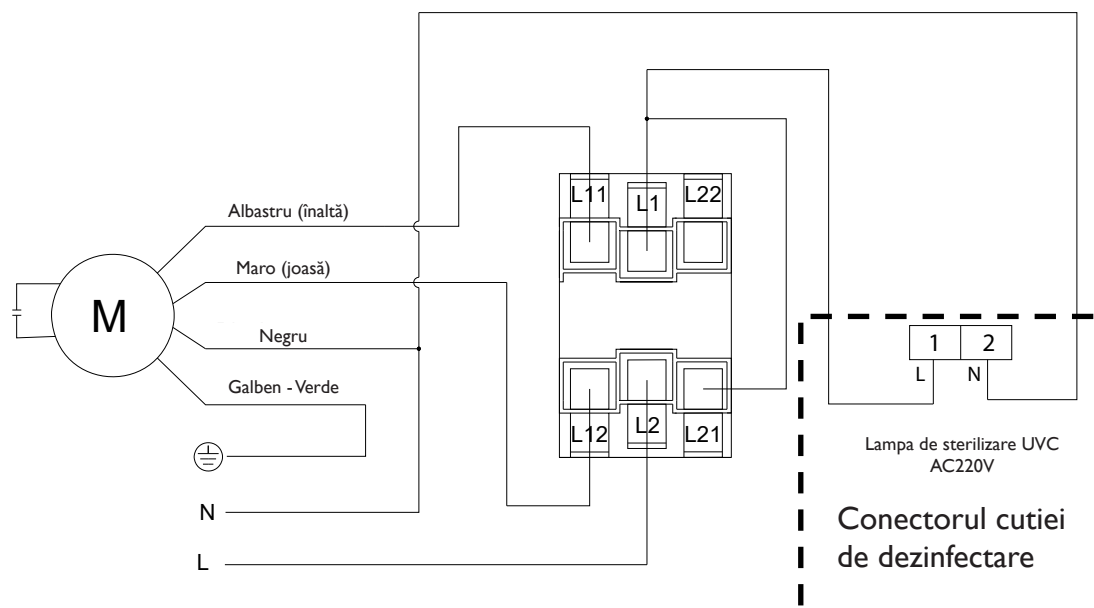 L11
L1
L22
Albastru (înaltă)
Maro (joasă)
M
Negru
1
2
L
N
Galben - Verde
L12
L2
L21
Lampa de sterilizare UVC
AC220V
N
L
Conectorul cutiei
de dezinfectare